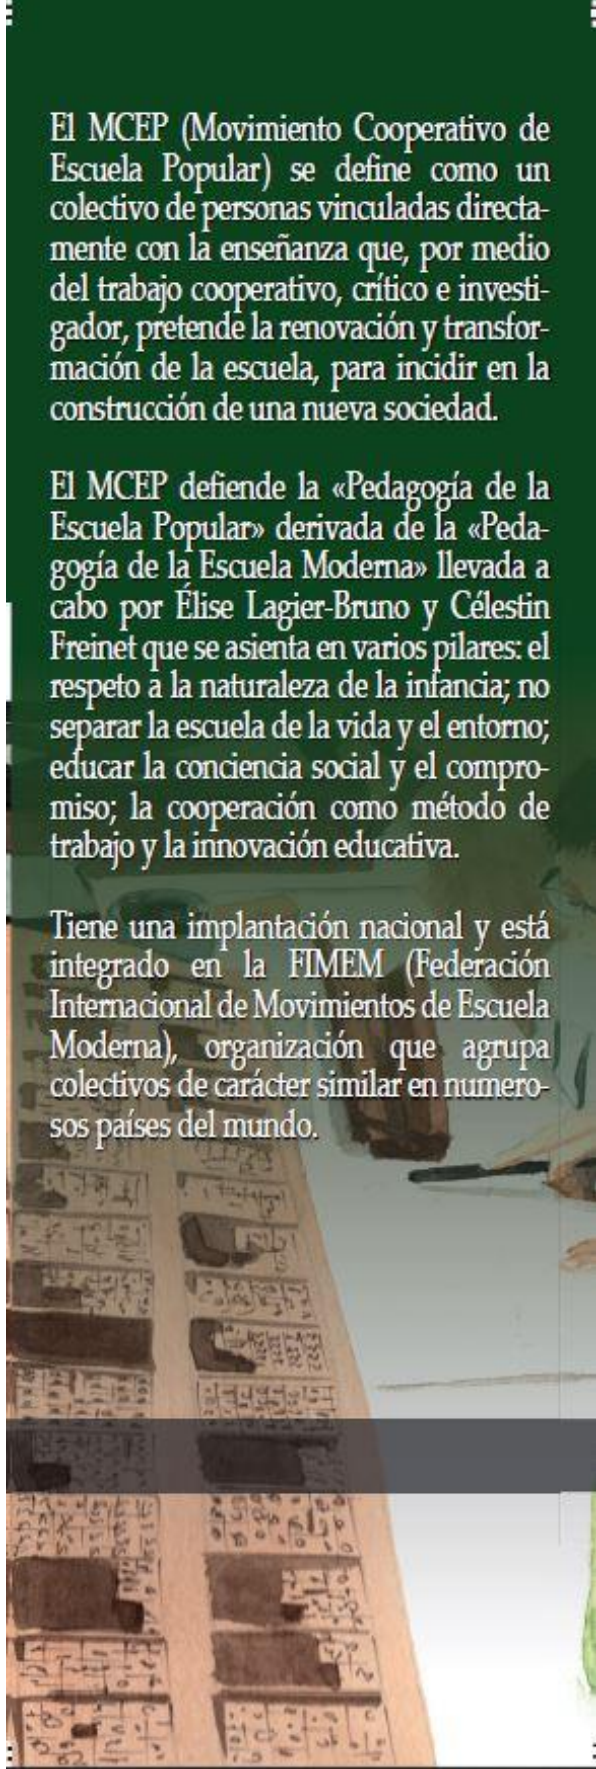 El MCEP (Movimiento Cooperativo de
Escuela Popular) se define como un
colectivo de personas vinculadas directa-
mente con la enseñanza que, por medio
del trabajo cooperativo, crítico e investi-
gador, pretende la renovación y transfor-
mación de la escuela, para incidir en la
construcción de una nueva sociedad.
El MCEP defiende la «Pedagogía de la
Escuela Popular» derivada de la «Peda-
gogía de la Escuela Moderna» llevada a
cabo por Élise Lagier-Bruno y Célestin
Freinet que se asienta en varios pilares: el
respeto a la naturaleza de la infancia; no
separar la escuela de la vida y el entorno;
educar la conciencia social y el compro-
miso; la cooperación como método de
trabajo y la innovación educativa.
Tiene una implantación nacional y está
integrado en la FIMEM (Federación
Internacional de Movimientos de Escuela
Moderna), organización que agrupa
colectivos de carácter similar en numero-
sos países del mundo.